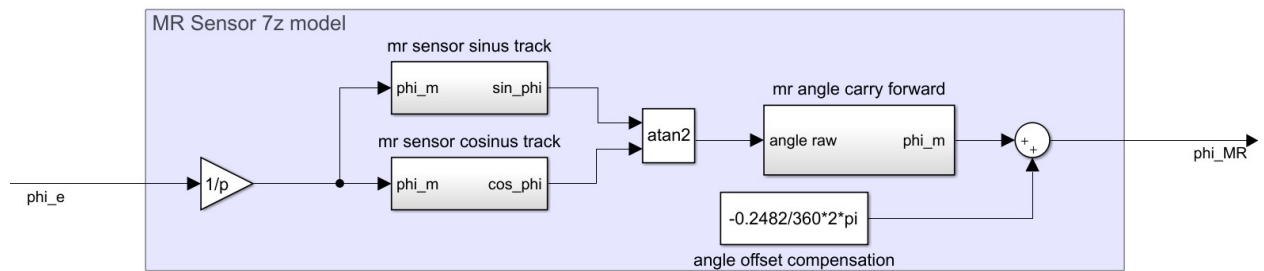 MR Sensor 7z model
mr sensor sinus track
phi_m sin_phi
mr sensor cosinus track
phi_m cos_phi
phi_e
1/p
atan2
mr angle carry forward
angle raw phi_m
-0.2482/360*2*pi
angle offset compensation
+
+
phi_MR